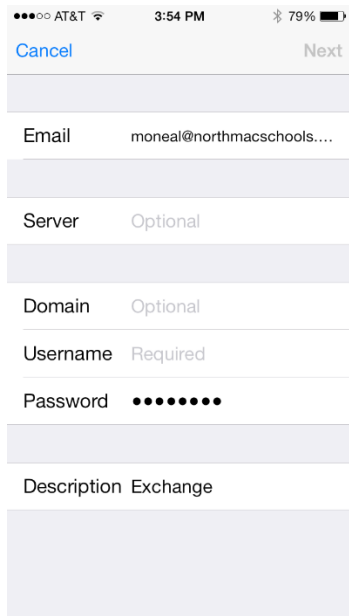 AT&T 3:54 PM 79%
Cancel Next
Email moneal@northmacschools....
Server Optional
Domain Optional
Username Required
Password ●●●●●●●●
Description Exchange